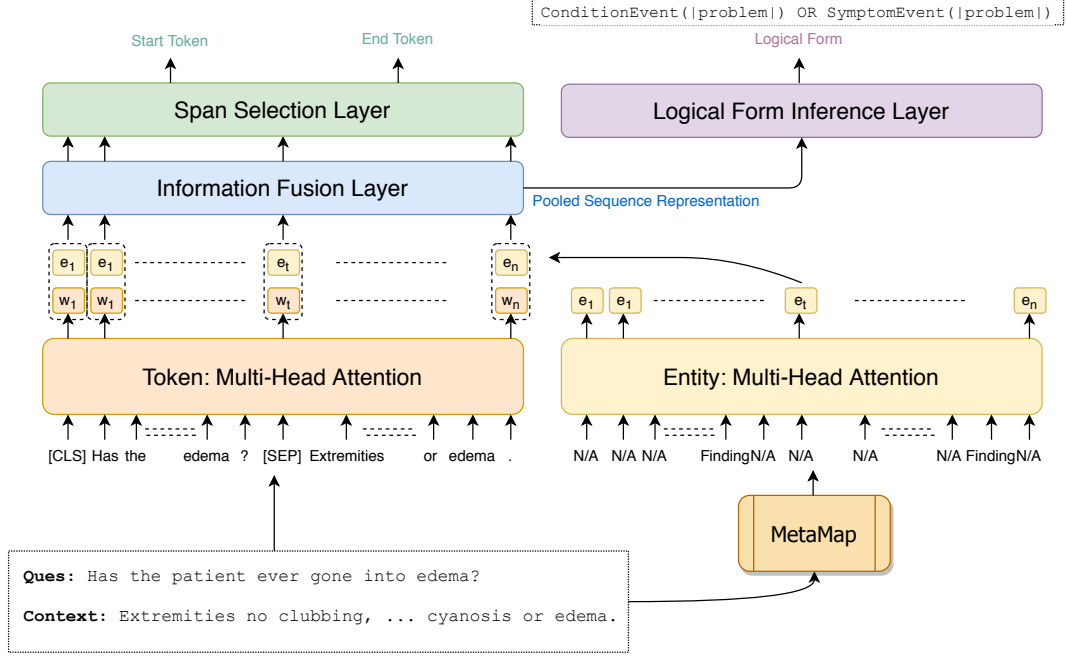 ConditionEvent(|problem|) OR SymptomEvent(|problem|)
Start Token
End Token
Logical Form
Span Selection Layer
Logical Form Inference Layer
Information Fusion Layer
Pooled Sequence Representation
e1 e1 et en
w1 w1 wt wn
e1 e1 et en
Token: Multi-Head Attention
Entity: Multi-Head Attention
[CLS] Has the edema ? [SEP] Extremities or edema .
N/A N/A N/A Finding N/A N/A N/A N/A Finding N/A
MetaMap
Ques: Has the patient ever gone into edema?
Context: Extremities no clubbing, ... cyanosis or edema.